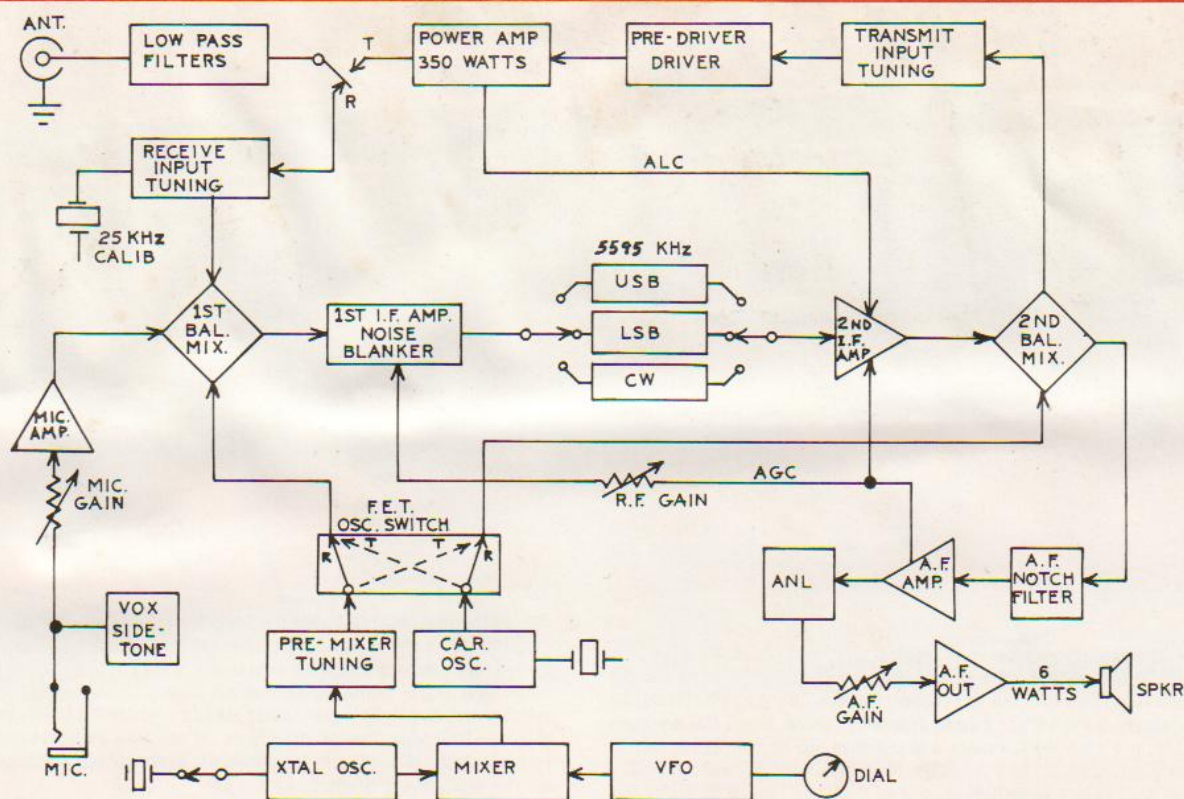 ANT.
LOW PASS
FILTERS
T
R
POWER AMP
350 WATTS
PRE-DRIVER
DRIVER
TRANSMIT
INPUT
TUNING
RECEIVE
INPUT
TUNING
ALC
25 KHz
CALIB
5595 KHz
USB
LSB
CW
1ST
BAL.
MIX.
1ST I.F. AMP.
NOISE
BLANKER
2ND
I.F.
AMP
2ND
BAL.
MIX.
MIC.
AMP.
MIC.
GAIN
R.F. GAIN
AGC
F.E.T.
OSC. SWITCH
R
T
T
R
ANL
A.F.
AMP.
A.F.
NOTCH
FILTER
VOX
SIDE-
TONE
PRE-MIXER
TUNING
CAR.
OSC.
A.F.
GAIN
A.F.
OUT
6
WATTS
SPKR
MIC.
XTAL OSC.
MIXER
VFO
DIAL